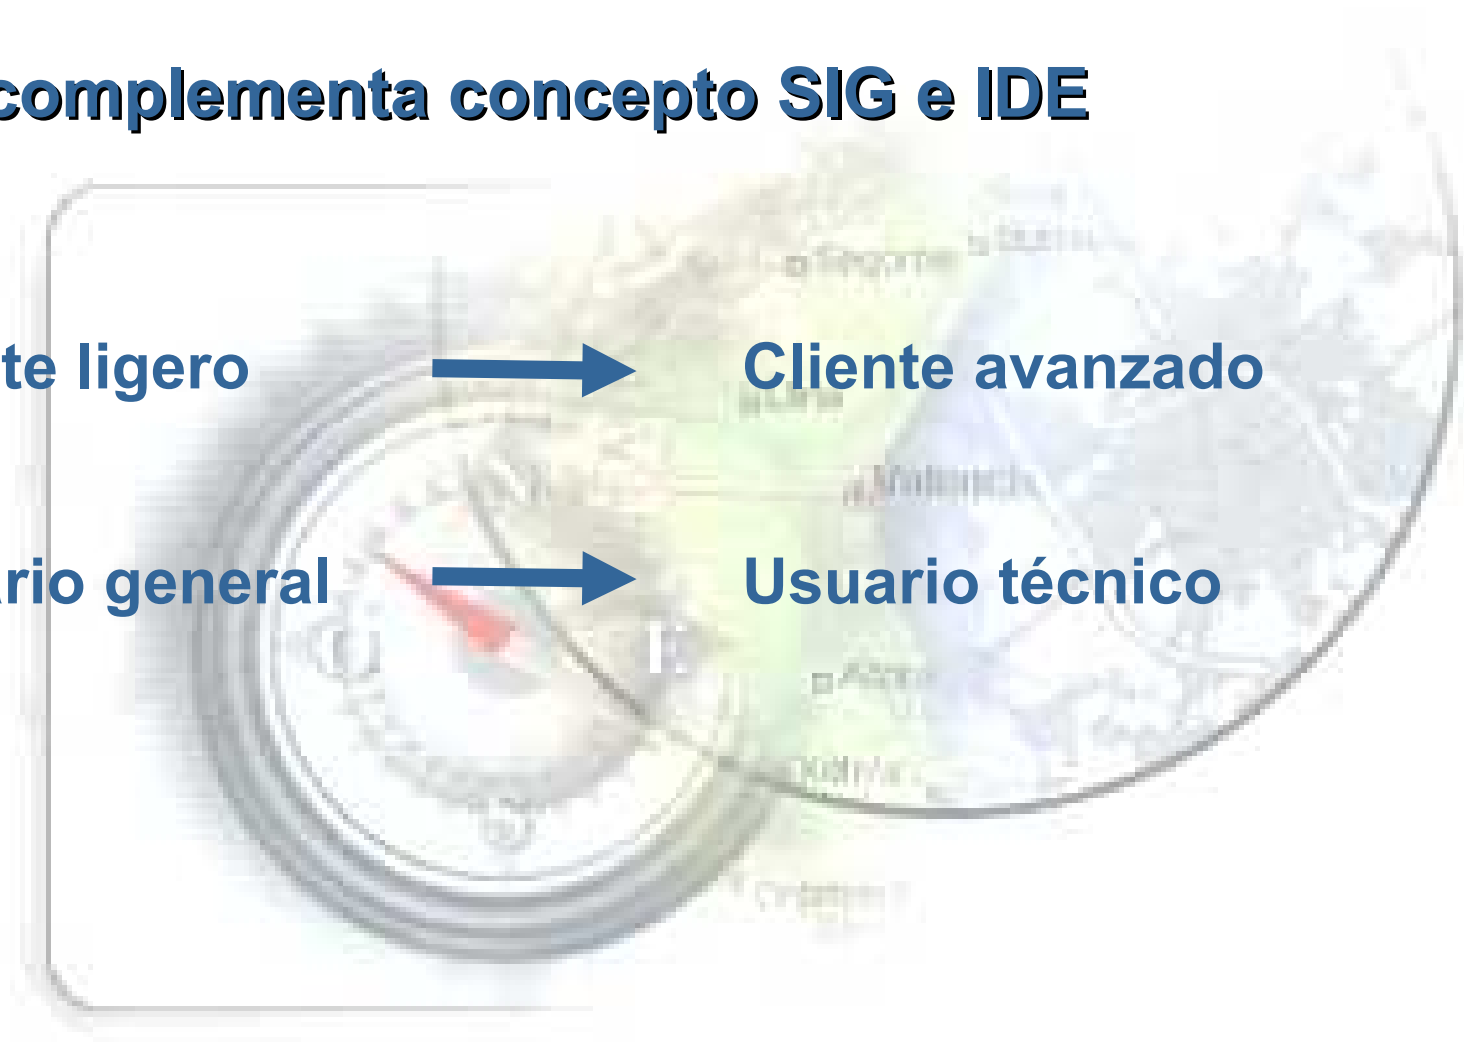 complementa concepto SIG e IDE
te ligero Cliente avanzado
rio general Usuario técnico
E